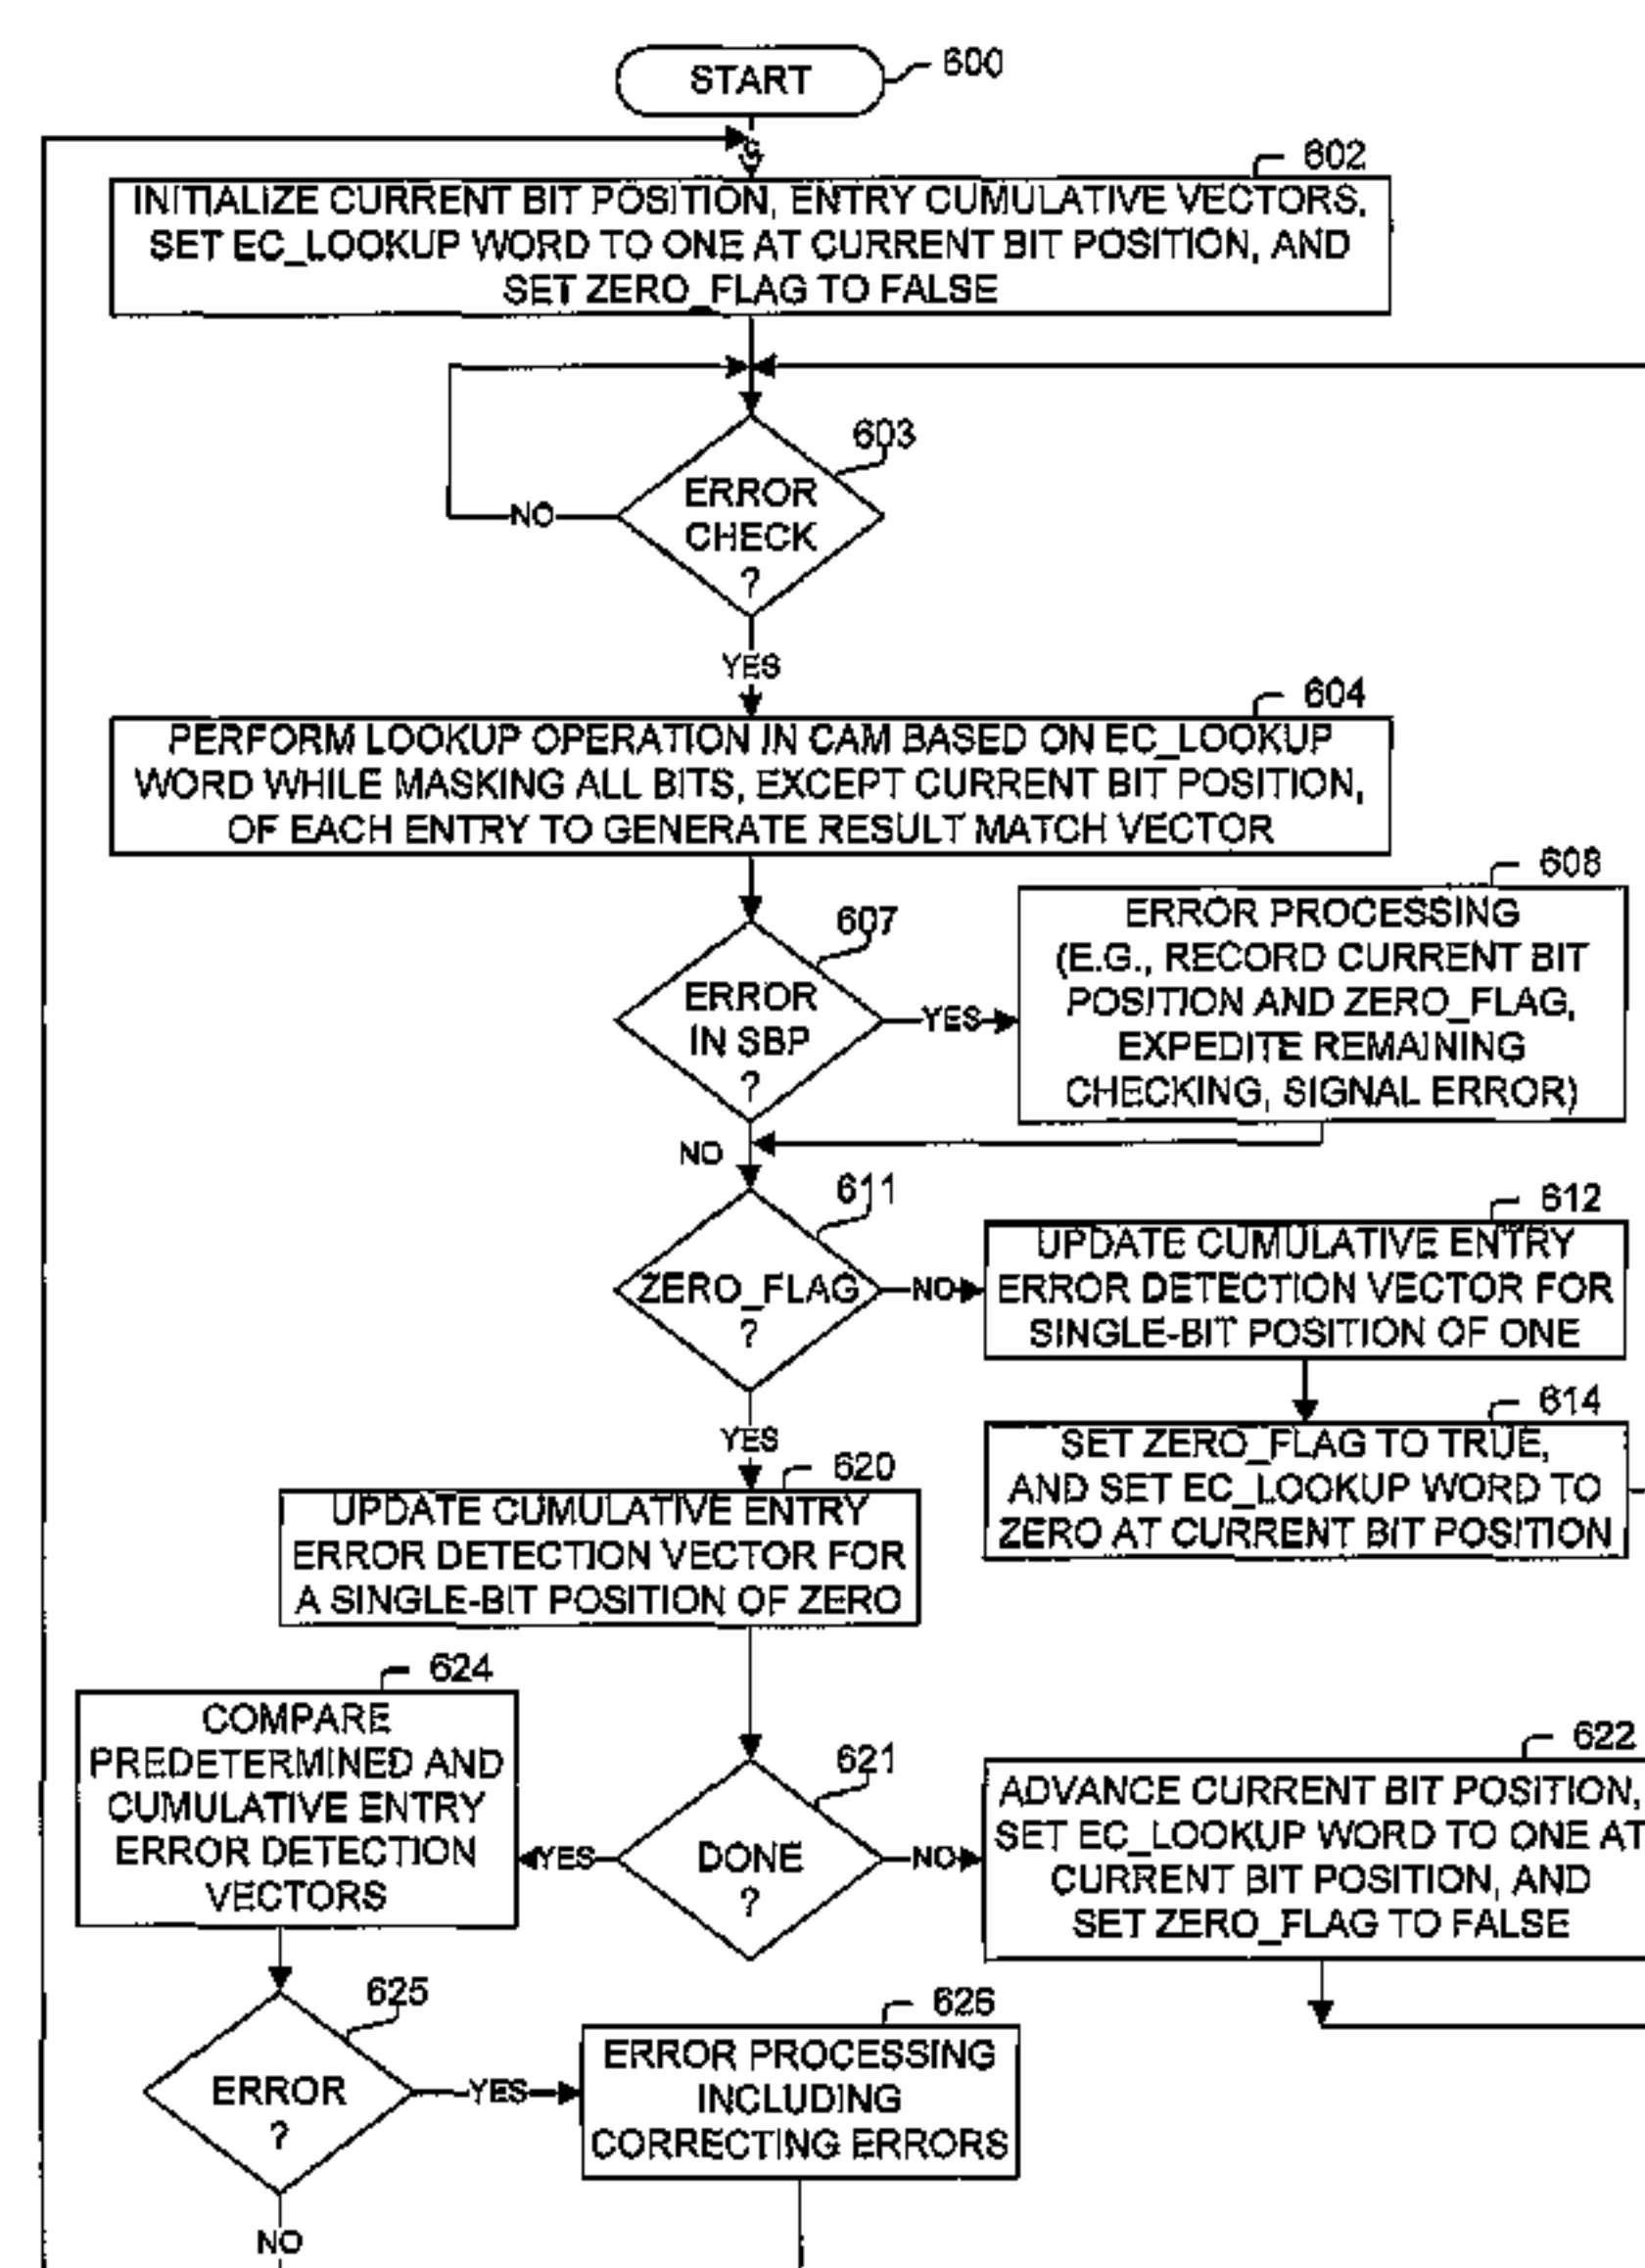 START
600
602
INITIALIZE CURRENT BIT POSITION, ENTRY CUMULATIVE VECTORS,
SET EC_LOOKUP WORD TO ONE AT CURRENT BIT POSITION, AND
SET ZERO_FLAG TO FALSE
603
ERROR
CHECK
?
NO
YES
604
PERFORM LOOKUP OPERATION IN CAM BASED ON EC_LOOKUP
WORD WHILE MASKING ALL BITS, EXCEPT CURRENT BIT POSITION,
OF EACH ENTRY TO GENERATE RESULT MATCH VECTOR
607
ERROR
IN SBP
?
YES
608
ERROR PROCESSING
(E.G., RECORD CURRENT BIT
POSITION AND ZERO_FLAG,
EXPEDITE REMAINING
CHECKING, SIGNAL ERROR)
NO
611
ZERO_FLAG
?
NO
612
UPDATE CUMULATIVE ENTRY
ERROR DETECTION VECTOR FOR
SINGLE-BIT POSITION OF ONE
614
SET ZERO_FLAG TO TRUE,
AND SET EC_LOOKUP WORD TO
ZERO AT CURRENT BIT POSITION
YES
620
UPDATE CUMULATIVE ENTRY
ERROR DETECTION VECTOR FOR
A SINGLE-BIT POSITION OF ZERO
624
COMPARE
PREDETERMINED AND
CUMULATIVE ENTRY
ERROR DETECTION
VECTORS
YES
621
DONE
?
NO
622
ADVANCE CURRENT BIT POSITION,
SET EC_LOOKUP WORD TO ONE AT
CURRENT BIT POSITION, AND
SET ZERO_FLAG TO FALSE
625
ERROR
?
YES
626
ERROR PROCESSING
INCLUDING
CORRECTING ERRORS
NO